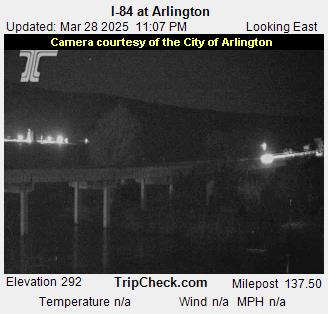 I-84 at Arlington
Updated: Mar 28 2025 11:07 PM Looking East
Camera courtesy of the City of Arlington
Elevation 292 TripCheck.com Milepost 137.50
Temperature n/a Wind n/a MPH n/a